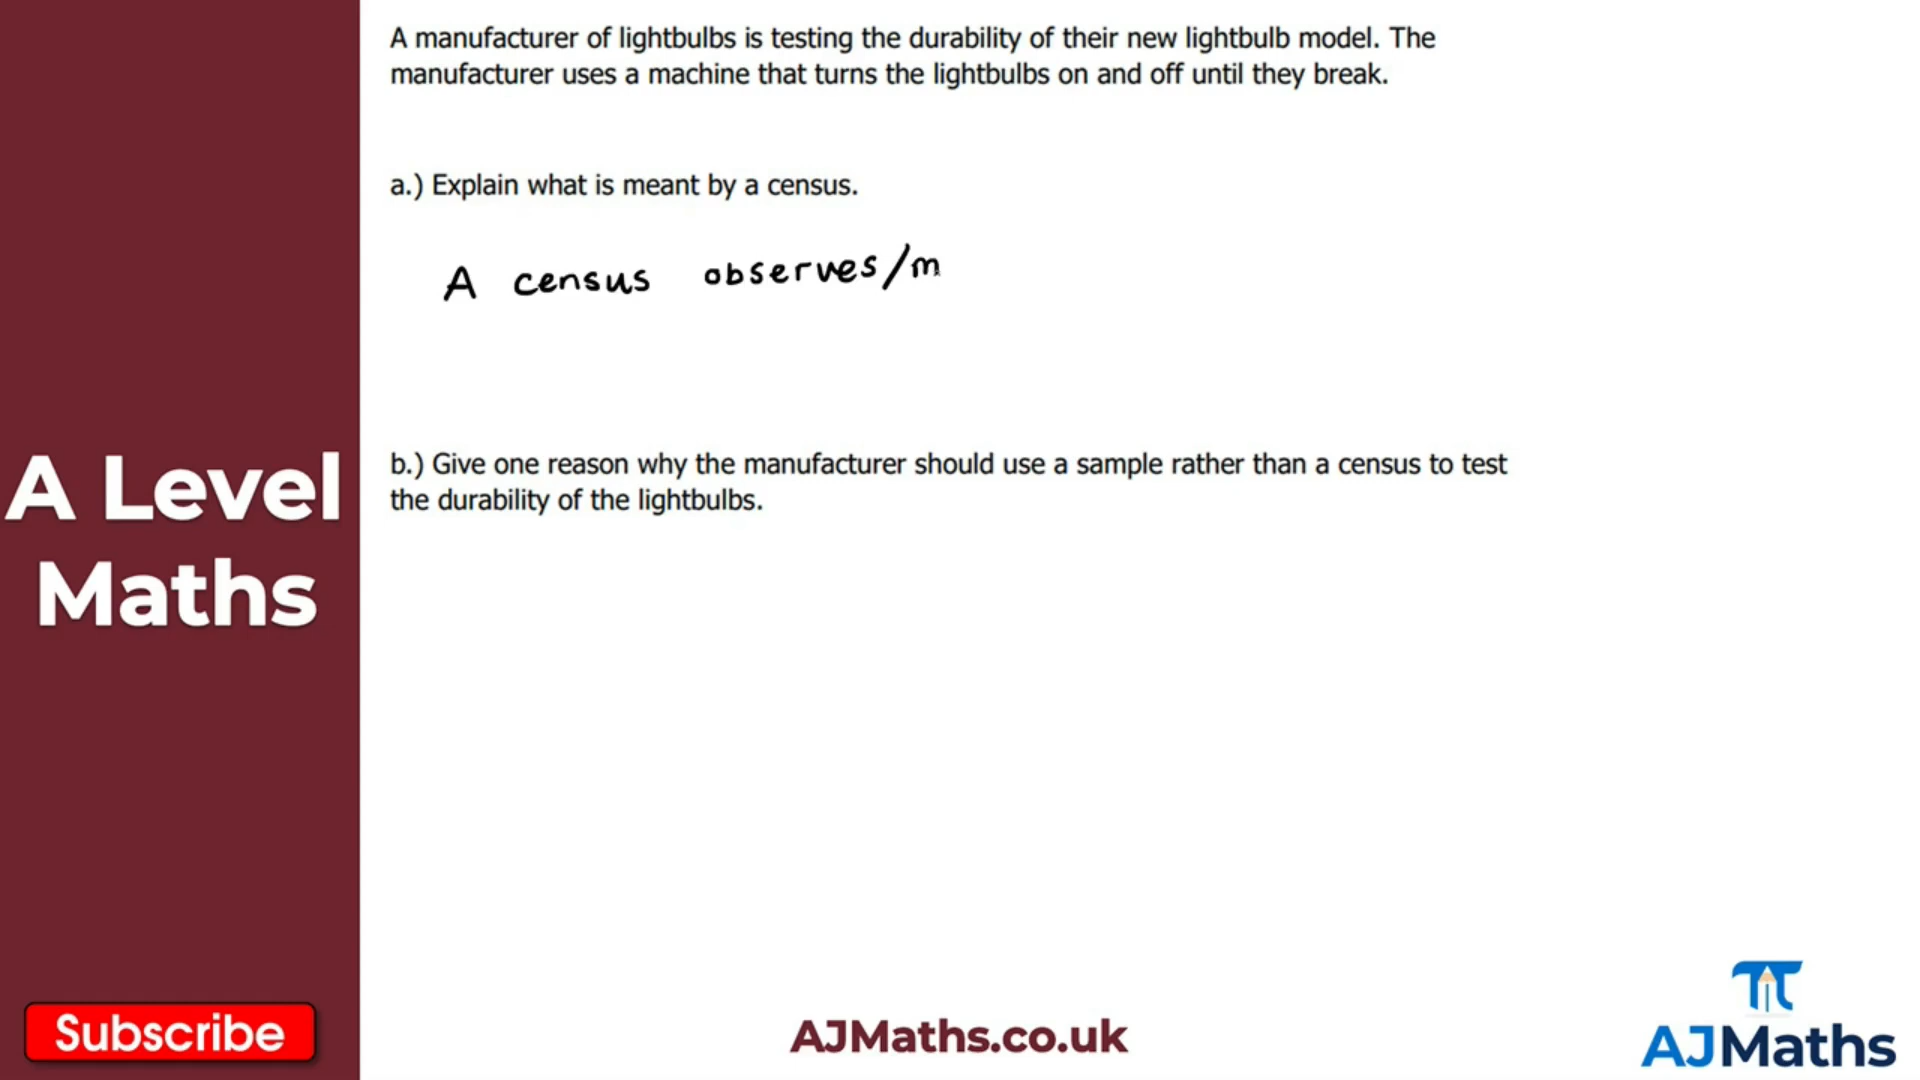 A manufacturer of lightbulbs is testing the durability of their new lightbulb model. The
manufacturer uses a machine that turns the lightbulbs on and off until they break.
a.) Explain what is meant by a census.
A census observes/m
b.) Give one reason why the manufacturer should use a sample rather than a census to test
the durability of the lightbulbs.
A Level
Maths
Subscribe
AJMaths.co.uk
AJMaths